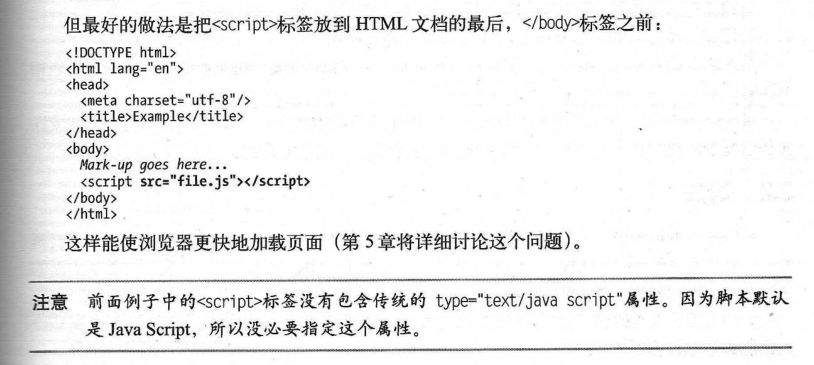 但最好的做法是把<script>标签放到 HTML 文档的最后，</body>标签之前：
<!DOCTYPE html>
<html lang="en">
<head>
  <meta charset="utf-8"/>
  <title>Example</title>
</head>
<body>
  Mark-up goes here...
  <script src="file.js"></script>
</body>
</html>
这样能使浏览器更快地加载页面（第 5 章将详细讨论这个问题）。
注意 前面例子中的<script>标签没有包含传统的 type="text/java script"属性。因为脚本默认
是 Java Script，所以没必要指定这个属性。